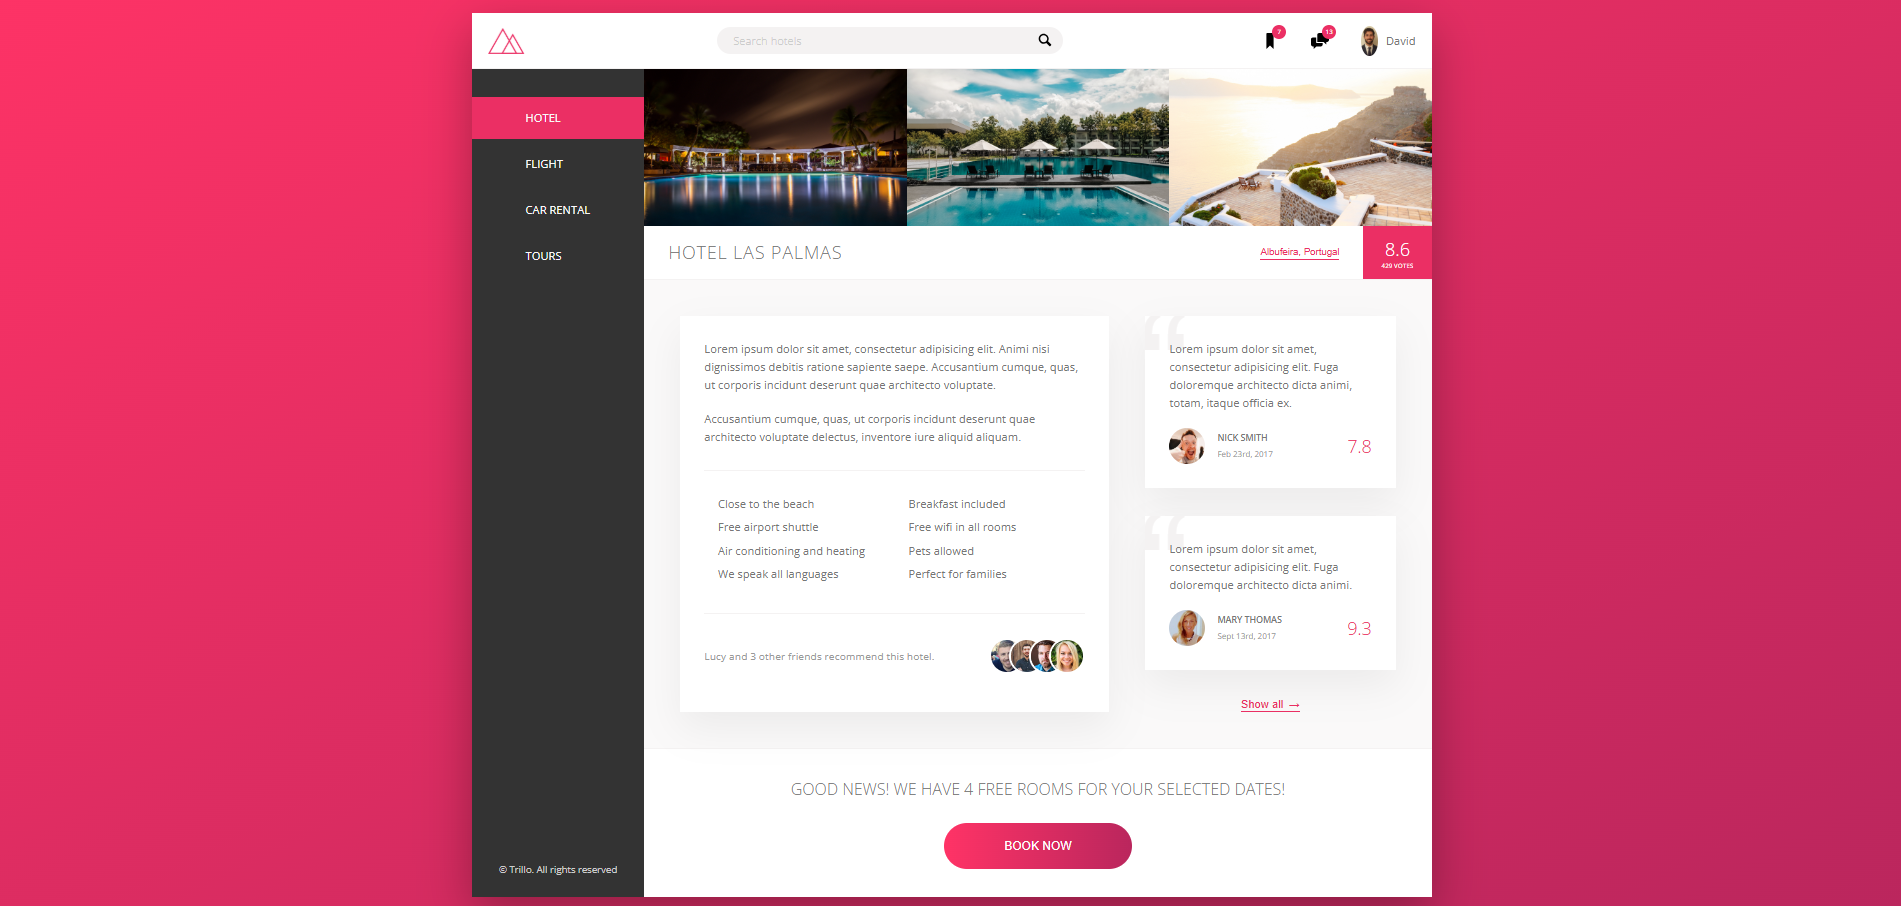 Search hotels
7
13
David
HOTEL
FLIGHT
CAR RENTAL
TOURS
© Trillo. All rights reserved
HOTEL LAS PALMAS
Albufeira, Portugal
8.6
429 VOTES
Lorem ipsum dolor sit amet, consectetur adipisicing elit. Animi nisi
dignissimos debitis ratione sapiente saepe. Accusantium cumque, quas,
ut corporis incidunt deserunt quae architecto voluptate.
Accusantium cumque, quas, ut corporis incidunt deserunt quae
architecto voluptate delectus, inventore iure aliquid aliquam.
Close to the beach
Breakfast included
Free airport shuttle
Free wifi in all rooms
Air conditioning and heating
Pets allowed
We speak all languages
Perfect for families
Lucy and 3 other friends recommend this hotel.
“
Lorem ipsum dolor sit amet,
consectetur adipisicing elit. Fuga
doloremque architecto dicta animi,
totam, itaque officia ex.
NICK SMITH
Feb 23rd, 2017
7.8
“
Lorem ipsum dolor sit amet,
consectetur adipisicing elit. Fuga
doloremque architecto dicta animi.
MARY THOMAS
Sept 13rd, 2017
9.3
Show all →
GOOD NEWS! WE HAVE 4 FREE ROOMS FOR YOUR SELECTED DATES!
BOOK NOW